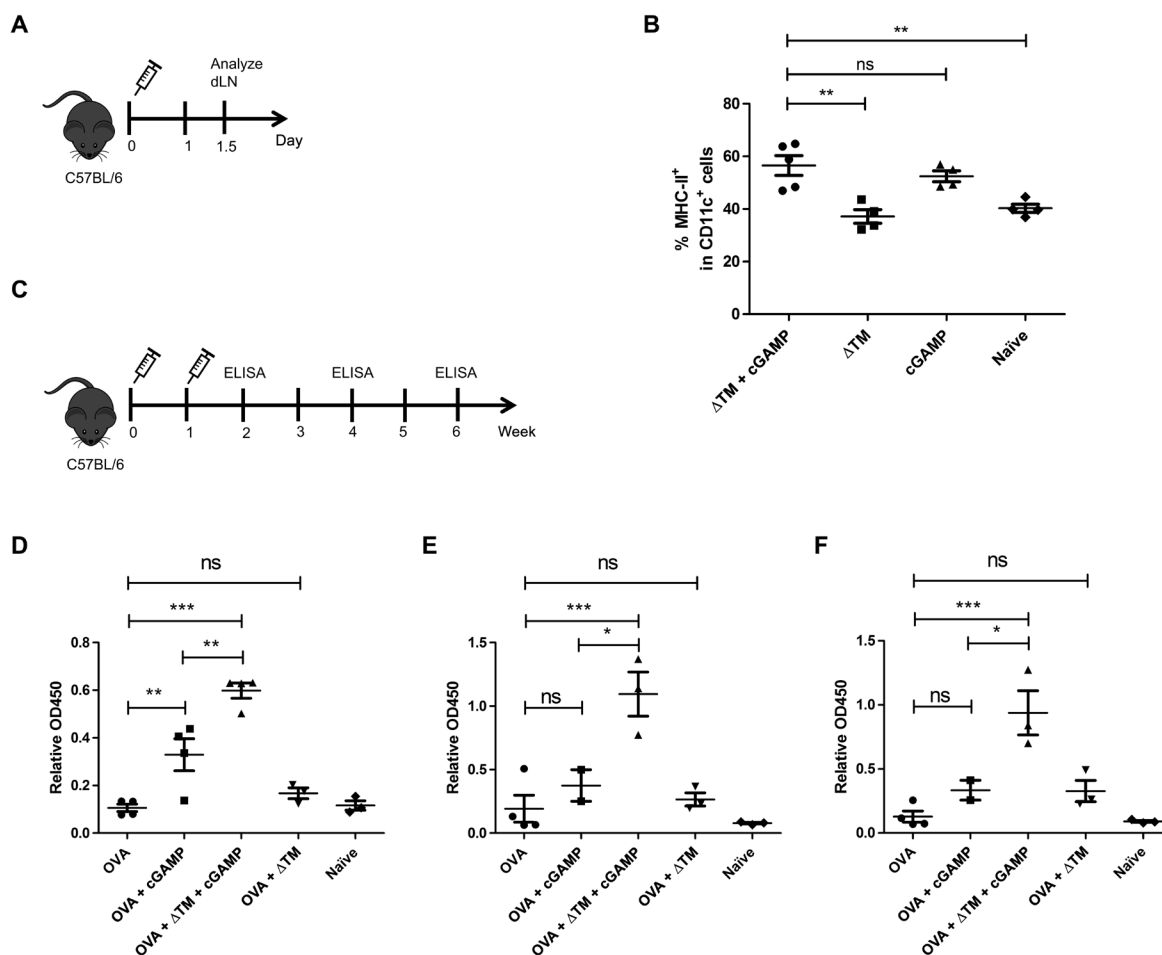 A
Analyze
dLN
0
1
1.5
Day
C57BL/6
B
**
ns
**
80
60
40
20
0
% MHC-II⁺
in CD11c⁺ cells
ΔTM + cGAMP
ΔTM
cGAMP
Naïve
C
ELISA
ELISA
ELISA
0
1
2
3
4
5
6
Week
C57BL/6
D
ns
***
**
**
0.8
0.6
0.4
0.2
0.0
Relative OD450
OVA
OVA + cGAMP
OVA + ΔTM + cGAMP
OVA + ΔTM
Naïve
E
ns
***
*
ns
1.5
1.0
0.5
0.0
Relative OD450
OVA
OVA + cGAMP
OVA + ΔTM + cGAMP
OVA + ΔTM
Naïve
F
ns
***
*
ns
1.5
1.0
0.5
0.0
Relative OD450
OVA
OVA + cGAMP
OVA + ΔTM + cGAMP
OVA + ΔTM
Naïve